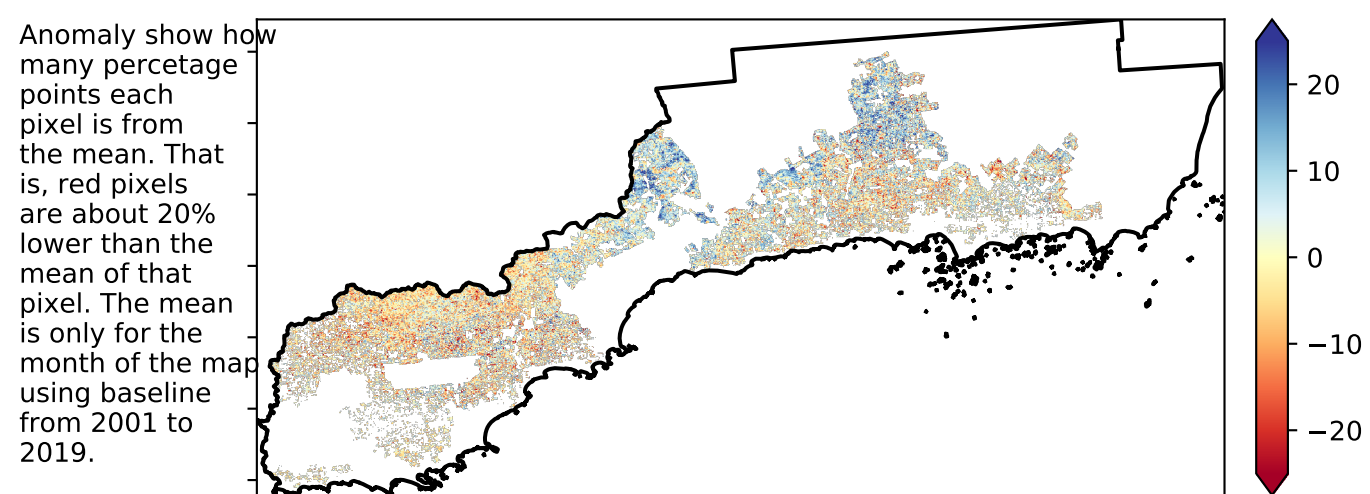 Anomaly show how
many percetage
points each
pixel is from
the mean. That
is, red pixels
are about 20%
lower than the
mean of that
pixel. The mean
is only for the
month of the map
using baseline
from 2001 to
2019.
20
10
0
−10
−20